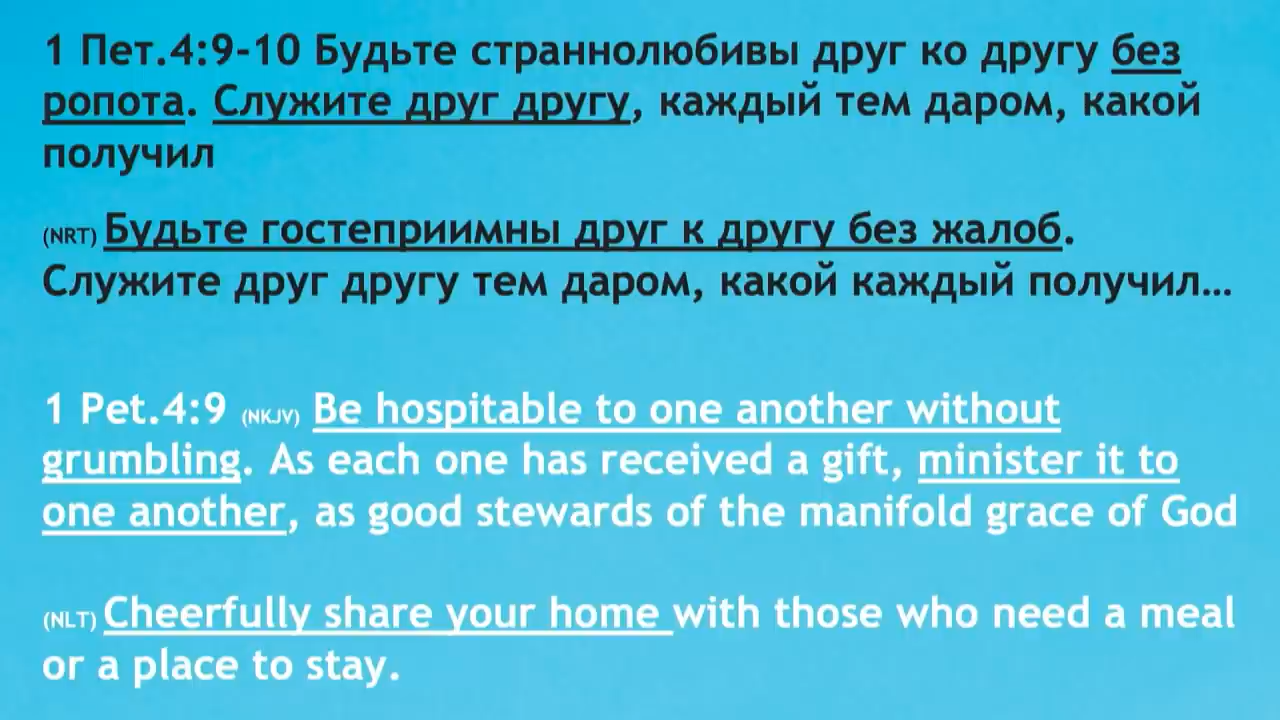 1 Пет.4:9-10 Будьте страннолюбивы друг ко другу без
ропота. Служите друг другу, каждый тем даром, какой
получил
(NRT) Будьте гостеприимны друг к другу без жалоб.
Служите друг другу тем даром, какой каждый получил…
1 Pet.4:9 (NKJV) Be hospitable to one another without
grumbling. As each one has received a gift, minister it to
one another, as good stewards of the manifold grace of God
(NLT) Cheerfully share your home with those who need a meal
or a place to stay.